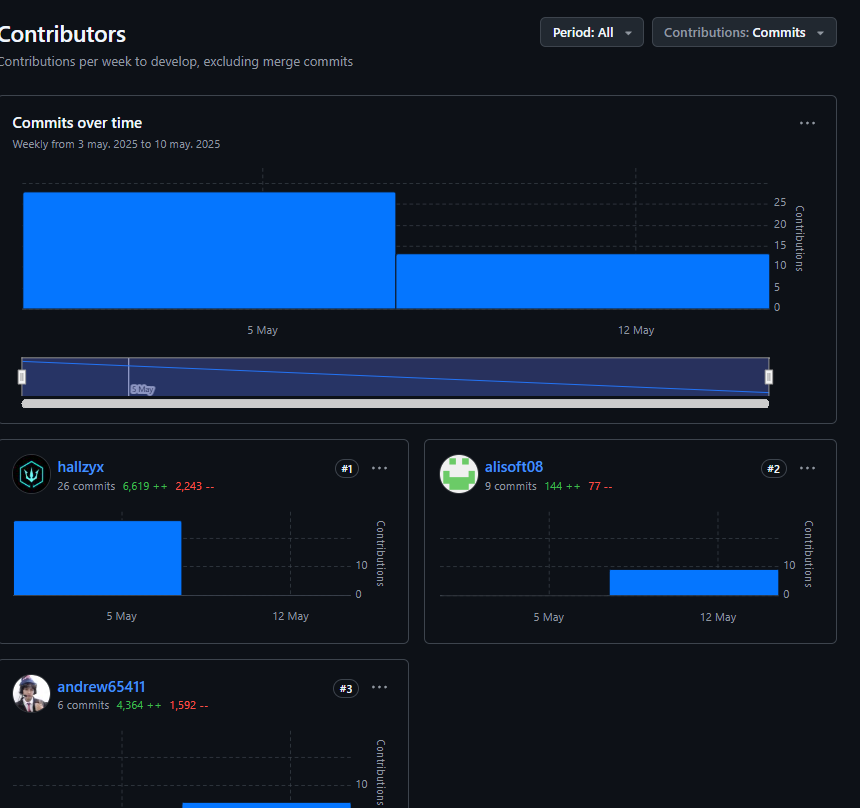 Contributors
Period: All
Contributions: Commits
Contributions per week to develop, excluding merge commits
Commits over time
Weekly from 3 may. 2025 to 10 may. 2025
25
20
15
10
5
0
Contributions
5 May
12 May
5 May
hallzyx
#1
26 commits 6,619 ++ 2,243 --
Contributions
10
0
5 May
12 May
alisoft08
#2
9 commits 144 ++ 77 --
Contributions
10
0
5 May
12 May
andrew65411
#3
6 commits 4,364 ++ 1,592 --
Contributions
10